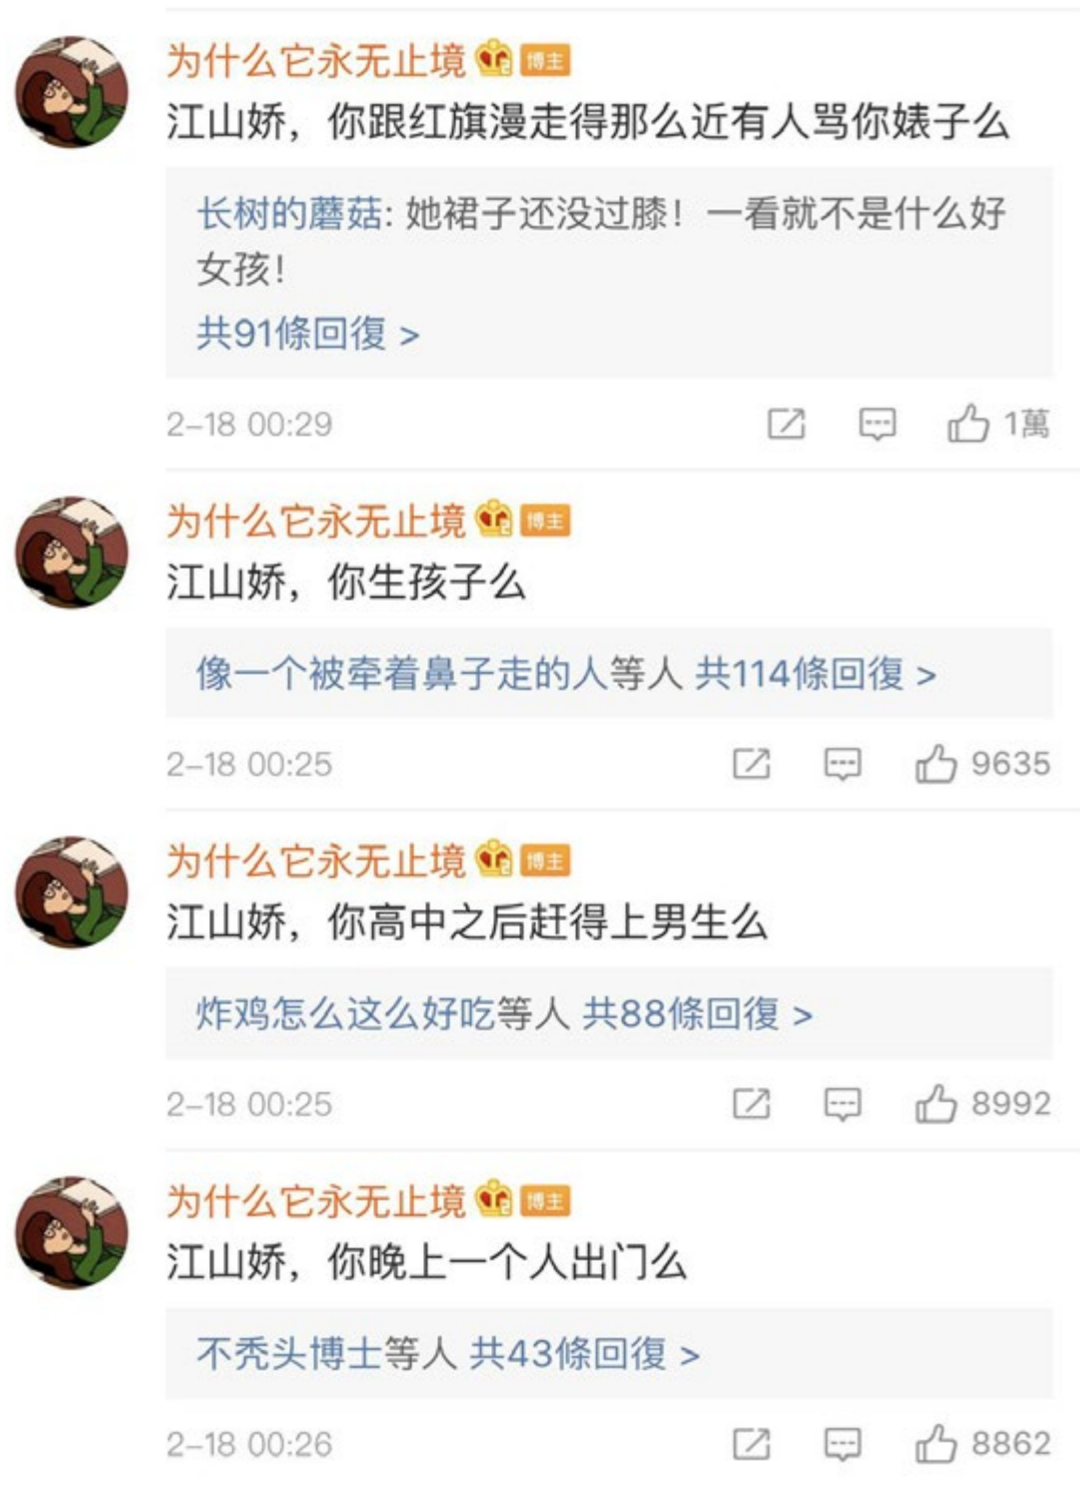 为什么它永无止境 博主
江山娇，你跟红旗漫走得那么近有人骂你婊子么
长树的蘑菇: 她裙子还没过膝！一看就不是什么好
女孩！
共91條回復 >
2-18 00:29 1萬
为什么它永无止境 博主
江山娇，你生孩子么
像一个被牵着鼻子走的人等人 共114條回復 >
2-18 00:25 9635
为什么它永无止境 博主
江山娇，你高中之后赶得上男生么
炸鸡怎么这么好吃等人 共88條回復 >
2-18 00:25 8992
为什么它永无止境 博主
江山娇，你晚上一个人出门么
不秃头博士等人 共43條回復 >
2-18 00:26 8862